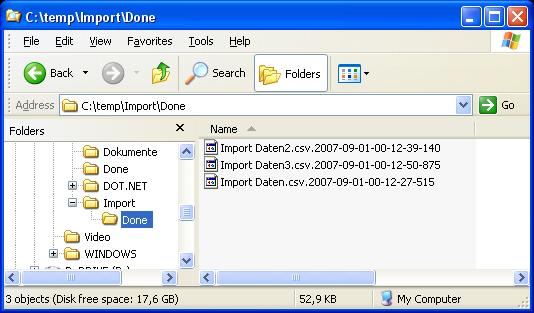 C:\temp\Import\Done
File Edit View Favorites Tools Help
Back Search Folders
Address C:\temp\Import\Done Go
Folders
Name
Dokumente
Done
DOT.NET
Import
Done
Video
WINDOWS
Import Daten2.csv.2007-09-01-00-12-39-140
Import Daten3.csv.2007-09-01-00-12-50-875
Import Daten.csv.2007-09-01-00-12-27-515
3 objects (Disk free space: 17,6 GB) 52,9 KB My Computer